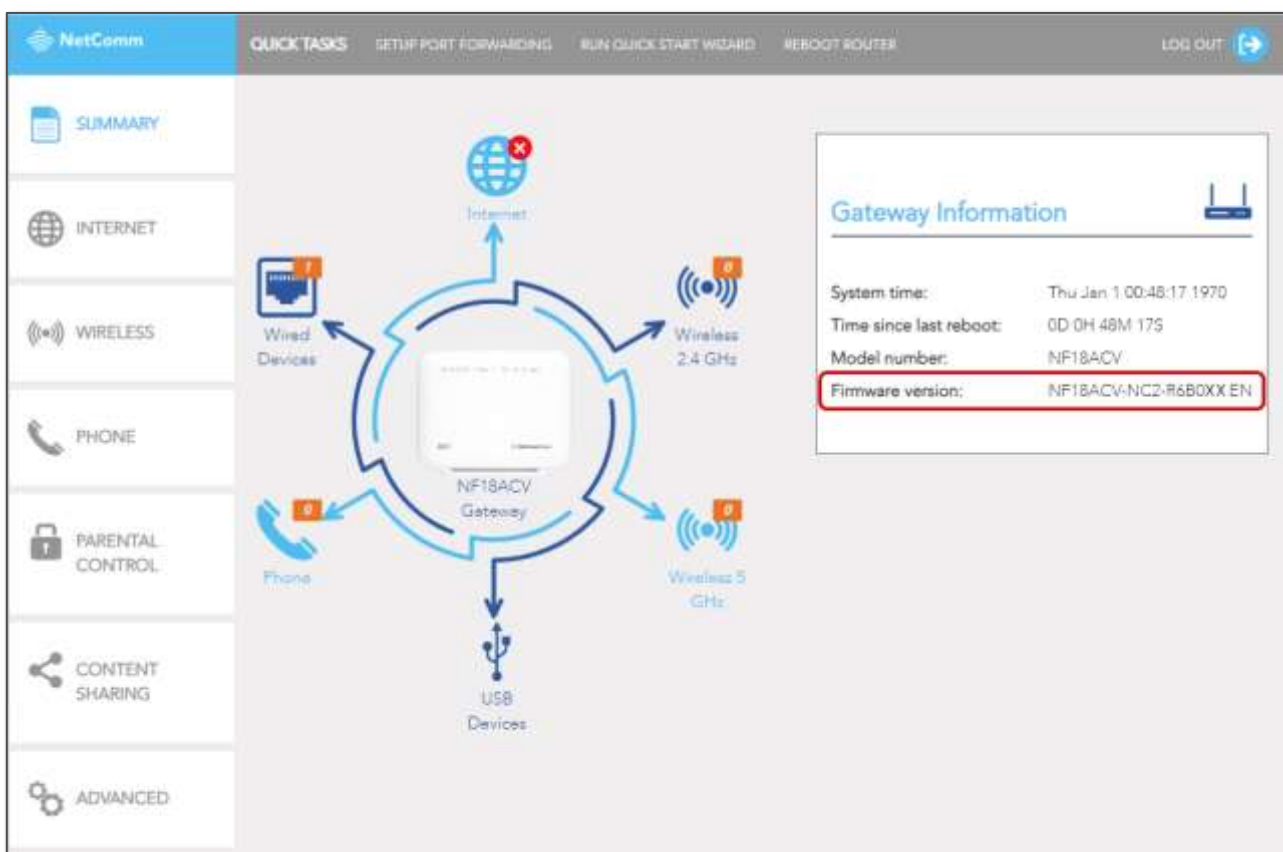 NetComm
QUICK TASKS
SETUP PORT FORWARDING
RUN QUICK START WIZARD
REBOOT ROUTER
LOG OUT
SUMMARY
INTERNET
WIRELESS
PHONE
PARENTAL
CONTROL
CONTENT
SHARING
ADVANCED
Internet
1
Wired
Devices
0
Wireless
2.4 GHz
NF18ACV
Gateway
0
Phone
0
Wireless 5
GHz
USB
Devices
Gateway Information
System time: Thu Jan 1 00:48:17 1970
Time since last reboot: 0D 0H 48M 17S
Model number: NF18ACV
Firmware version: NF18ACV-NC2-R6B0XX.EN